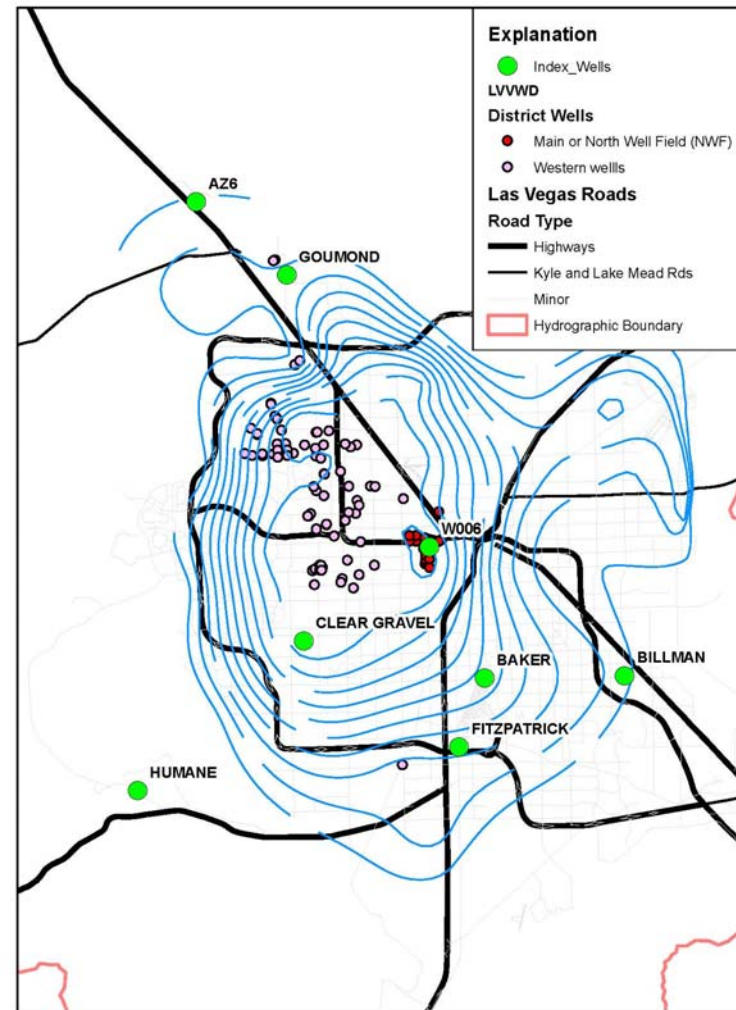 Explanation
Index_Wells
LVVWD
District Wells
Main or North Well Field (NWF)
Western wellls
Las Vegas Roads
Road Type
Highways
Kyle and Lake Mead Rds
Minor
Hydrographic Boundary
AZ6
GOUMOND
W006
CLEAR GRAVEL
BAKER
BILLMAN
FITZPATRICK
HUMANE